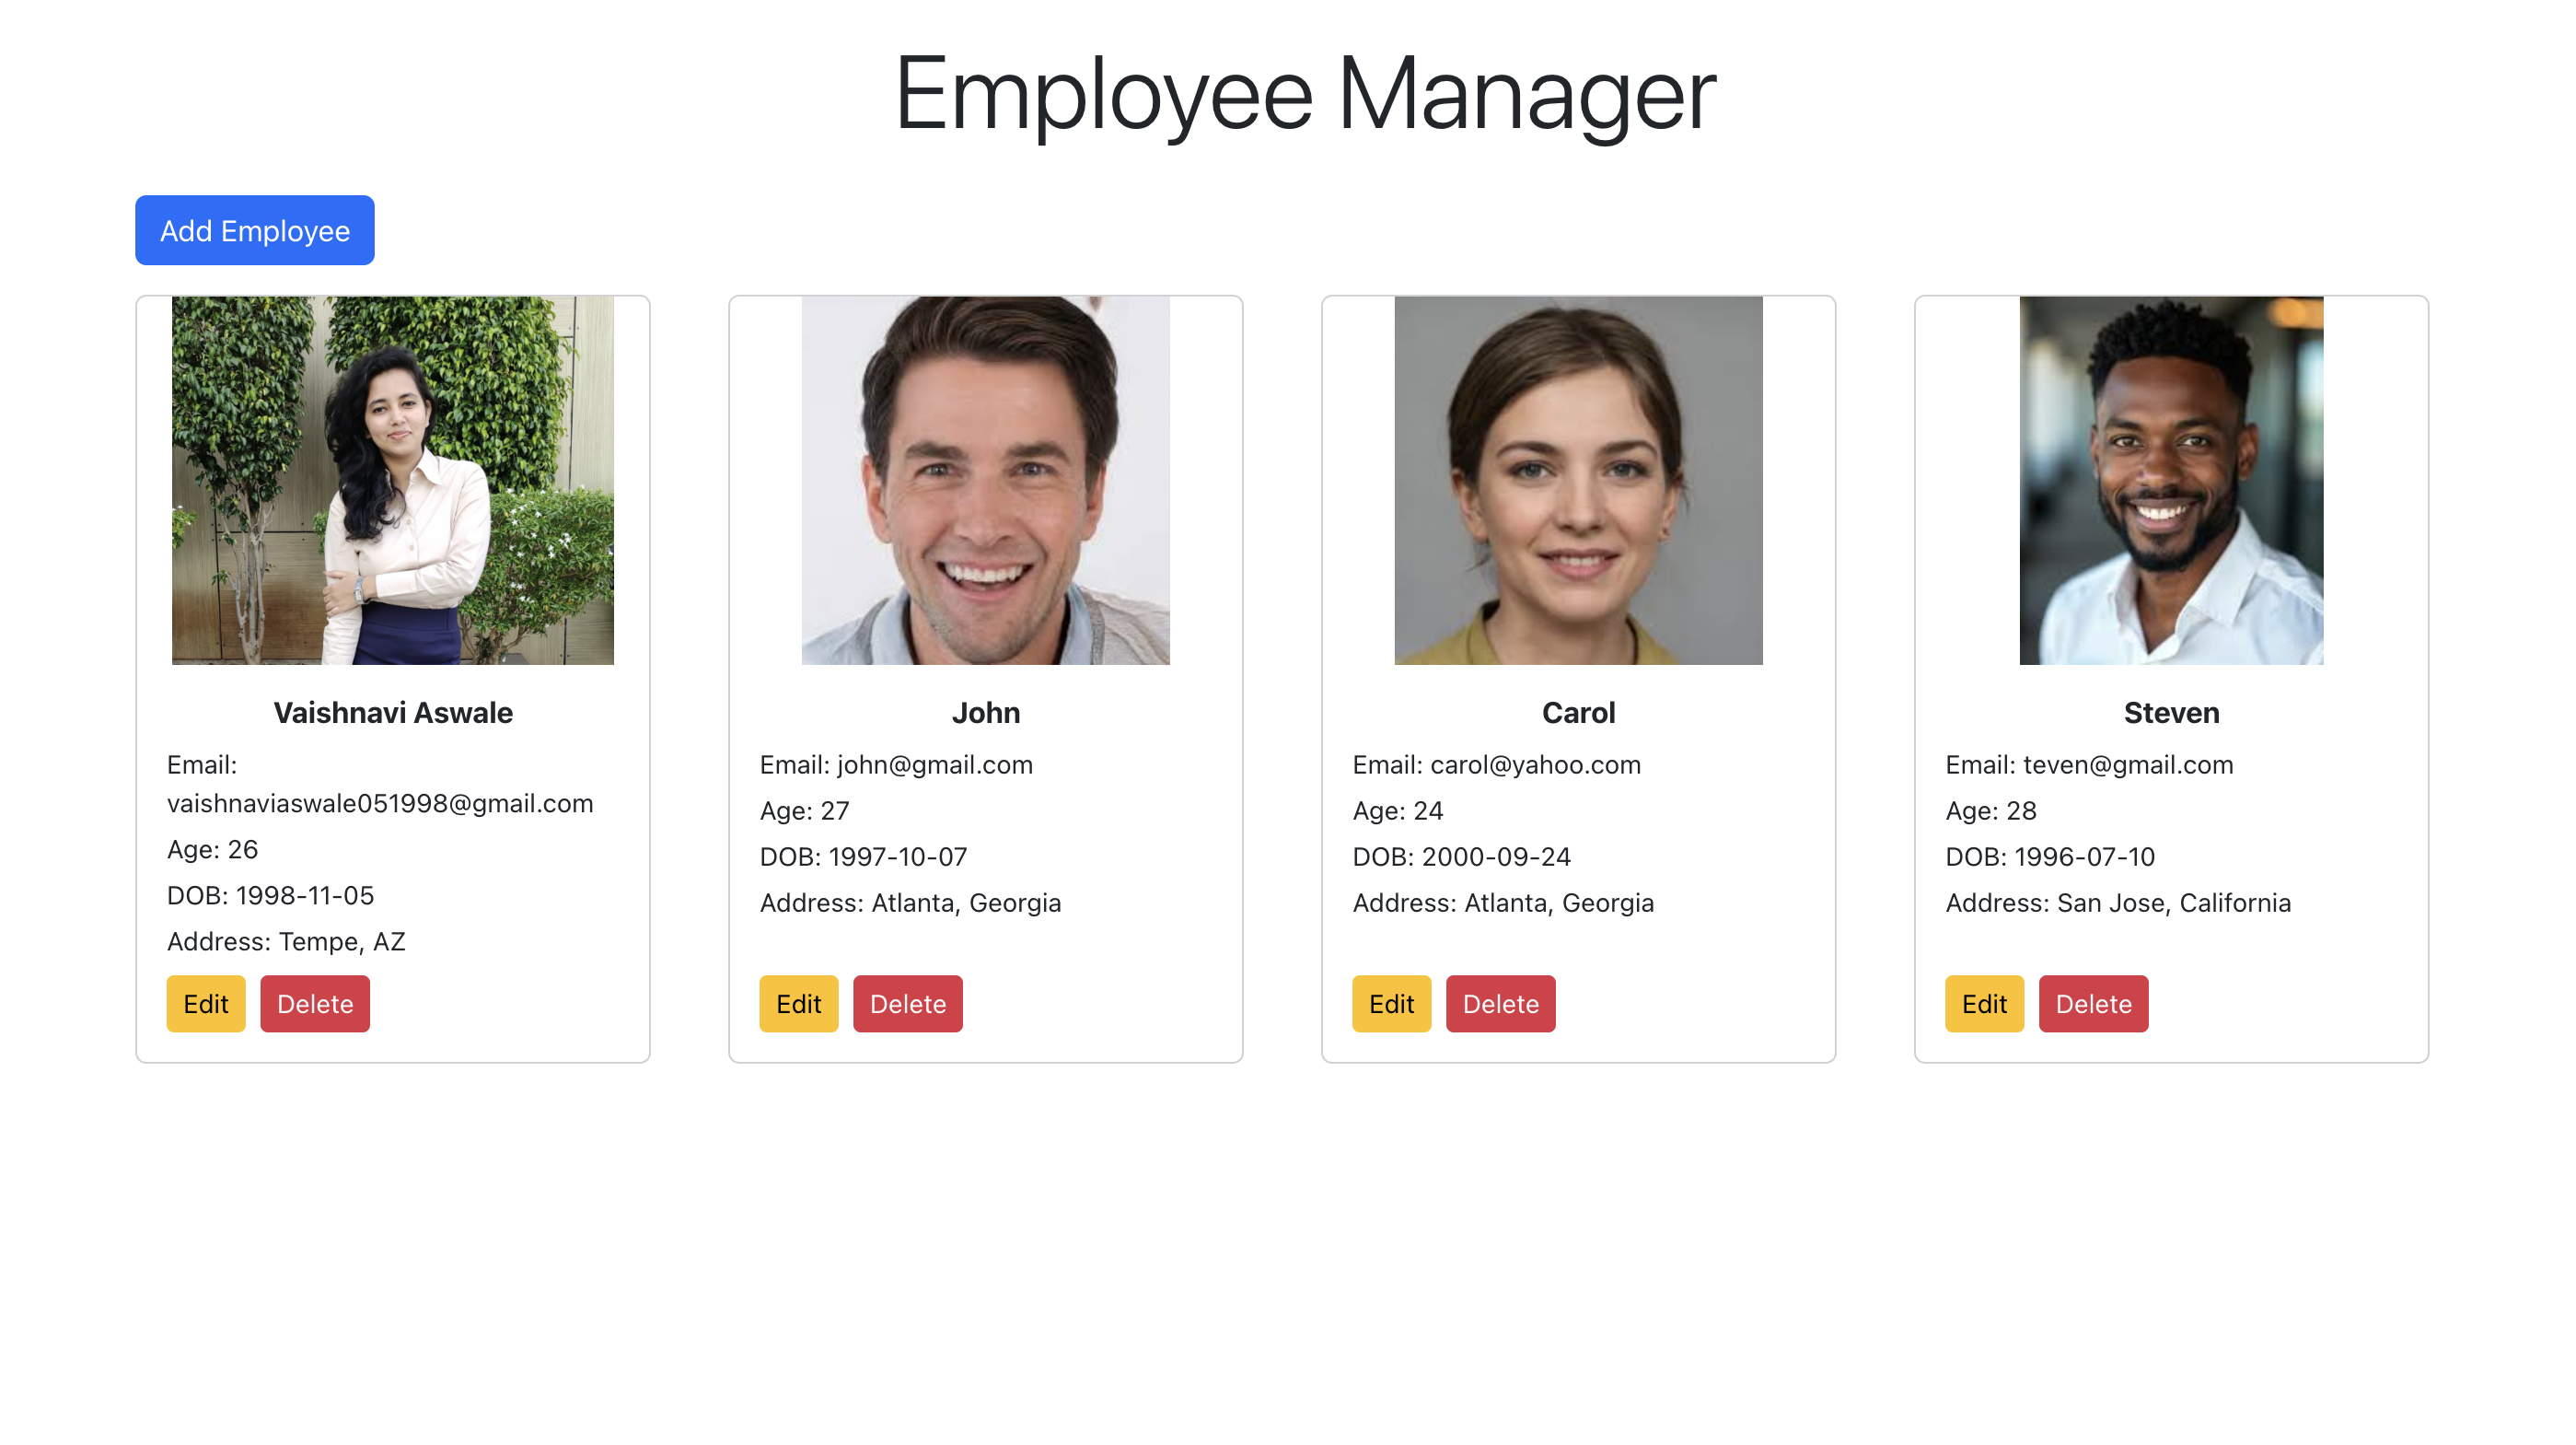 Employee Manager
Add Employee
Vaishnavi Aswale
Email:
vaishnaviaswale051998@gmail.com
Age: 26
DOB: 1998-11-05
Address: Tempe, AZ
Edit Delete
John
Email: john@gmail.com
Age: 27
DOB: 1997-10-07
Address: Atlanta, Georgia
Edit Delete
Carol
Email: carol@yahoo.com
Age: 24
DOB: 2000-09-24
Address: Atlanta, Georgia
Edit Delete
Steven
Email: teven@gmail.com
Age: 28
DOB: 1996-07-10
Address: San Jose, California
Edit Delete